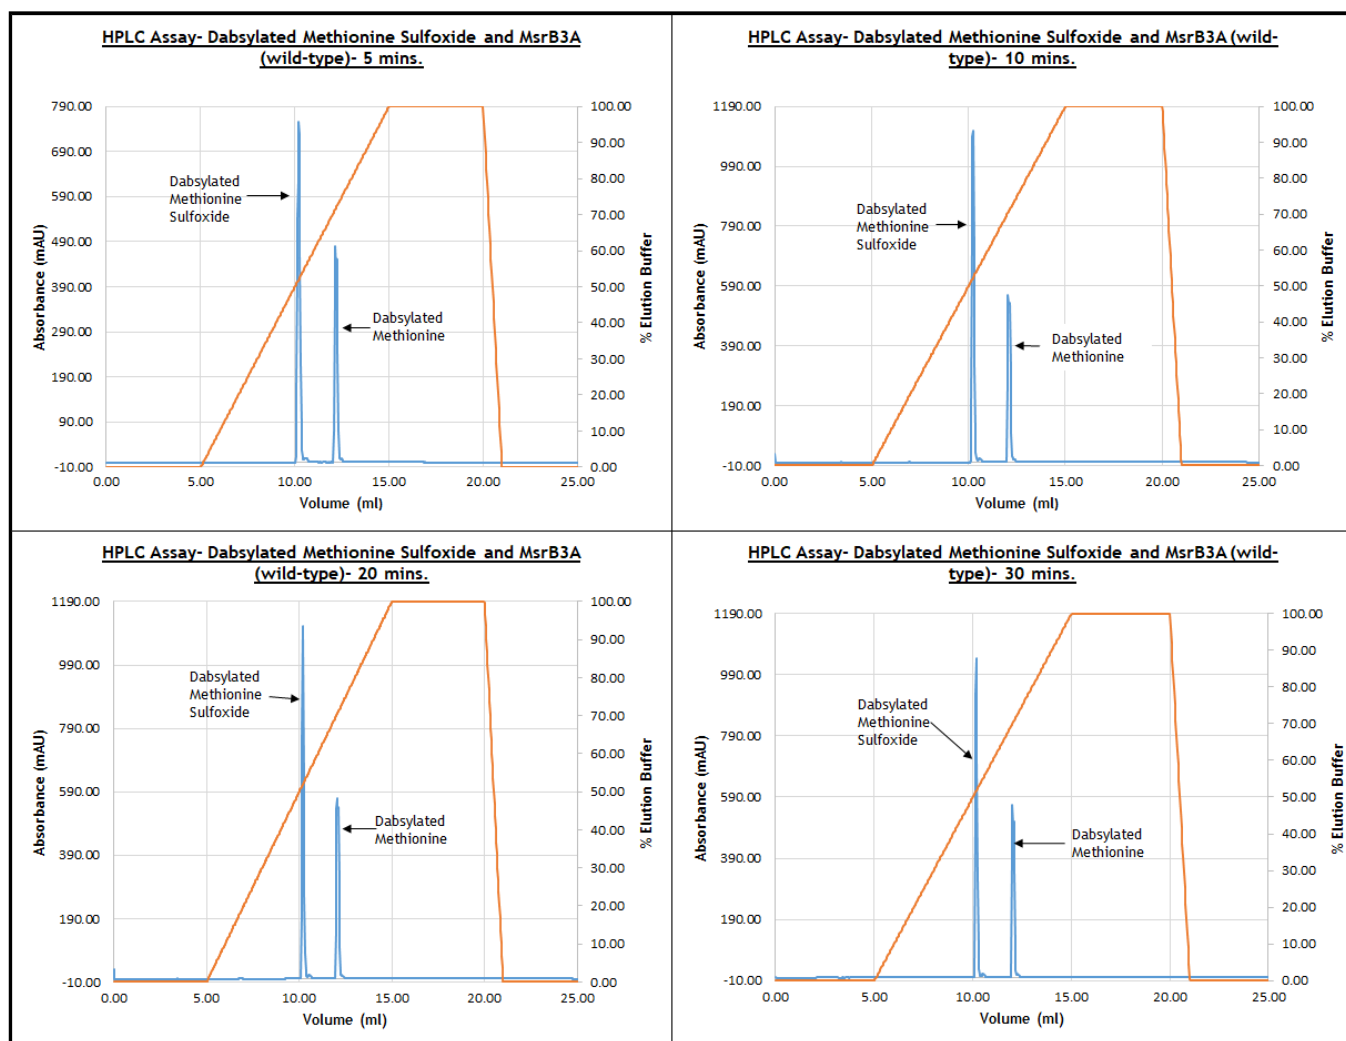 HPLC Assay- Dabsylated Methionine Sulfoxide and MsrB3A
(wild-type)- 5 mins.
790.00
690.00
590.00
490.00
390.00
290.00
190.00
90.00
-10.00
100.00
90.00
80.00
70.00
60.00
50.00
40.00
30.00
20.00
10.00
0.00
0.00 5.00 10.00 15.00 20.00 25.00
Absorbance (mAU)
% Elution Buffer
Volume (ml)
Dabsylated
Methionine
Sulfoxide
Dabsylated
Methionine
HPLC Assay- Dabsylated Methionine Sulfoxide and MsrB3A (wild-
type)- 10 mins.
1190.00
990.00
790.00
590.00
390.00
190.00
-10.00
100.00
90.00
80.00
70.00
60.00
50.00
40.00
30.00
20.00
10.00
0.00
0.00 5.00 10.00 15.00 20.00 25.00
Absorbance (mAU)
% Elution Buffer
Volume (ml)
Dabsylated
Methionine
Sulfoxide
Dabsylated
Methionine
HPLC Assay- Dabsylated Methionine Sulfoxide and MsrB3A
(wild-type)- 20 mins.
1190.00
990.00
790.00
590.00
390.00
190.00
-10.00
100.00
90.00
80.00
70.00
60.00
50.00
40.00
30.00
20.00
10.00
0.00
0.00 5.00 10.00 15.00 20.00 25.00
Absorbance (mAU)
% Elution Buffer
Volume (ml)
Dabsylated
Methionine
Sulfoxide
Dabsylated
Methionine
HPLC Assay- Dabsylated Methionine Sulfoxide and MsrB3A (wild-
type)- 30 mins.
1190.00
990.00
790.00
590.00
390.00
190.00
-10.00
100.00
90.00
80.00
70.00
60.00
50.00
40.00
30.00
20.00
10.00
0.00
0.00 5.00 10.00 15.00 20.00 25.00
Absorbance (mAU)
% Elution Buffer
Volume (ml)
Dabsylated
Methionine
Sulfoxide
Dabsylated
Methionine